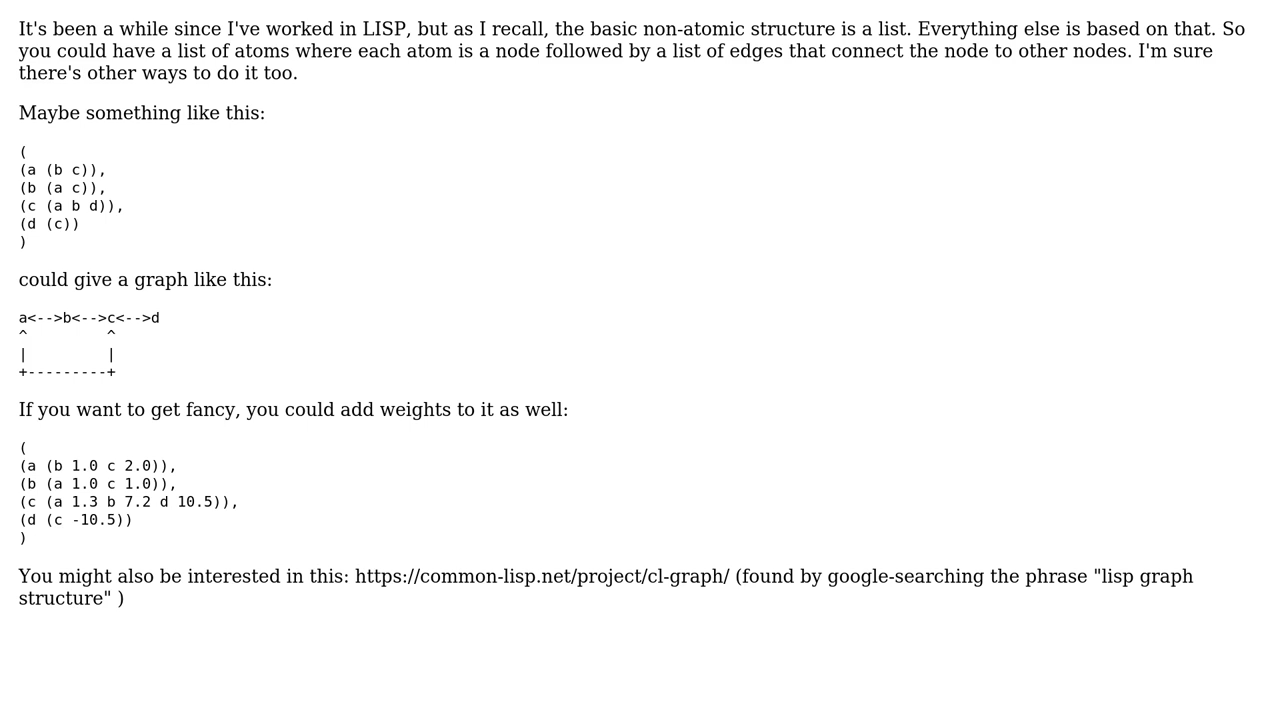 It's been a while since I've worked in LISP, but as I recall, the basic non-atomic structure is a list. Everything else is based on that. So
you could have a list of atoms where each atom is a node followed by a list of edges that connect the node to other nodes. I'm sure
there's other ways to do it too.
Maybe something like this:
(
(a (b c)),
(b (a c)),
(c (a b d)),
(d (c))
)
could give a graph like this:
a<-->b<-->c<-->d
^         ^
|         |
+---------+
If you want to get fancy, you could add weights to it as well:
(
(a (b 1.0 c 2.0)),
(b (a 1.0 c 1.0)),
(c (a 1.3 b 7.2 d 10.5)),
(d (c -10.5))
)
You might also be interested in this: https://common-lisp.net/project/cl-graph/ (found by google-searching the phrase "lisp graph
structure" )